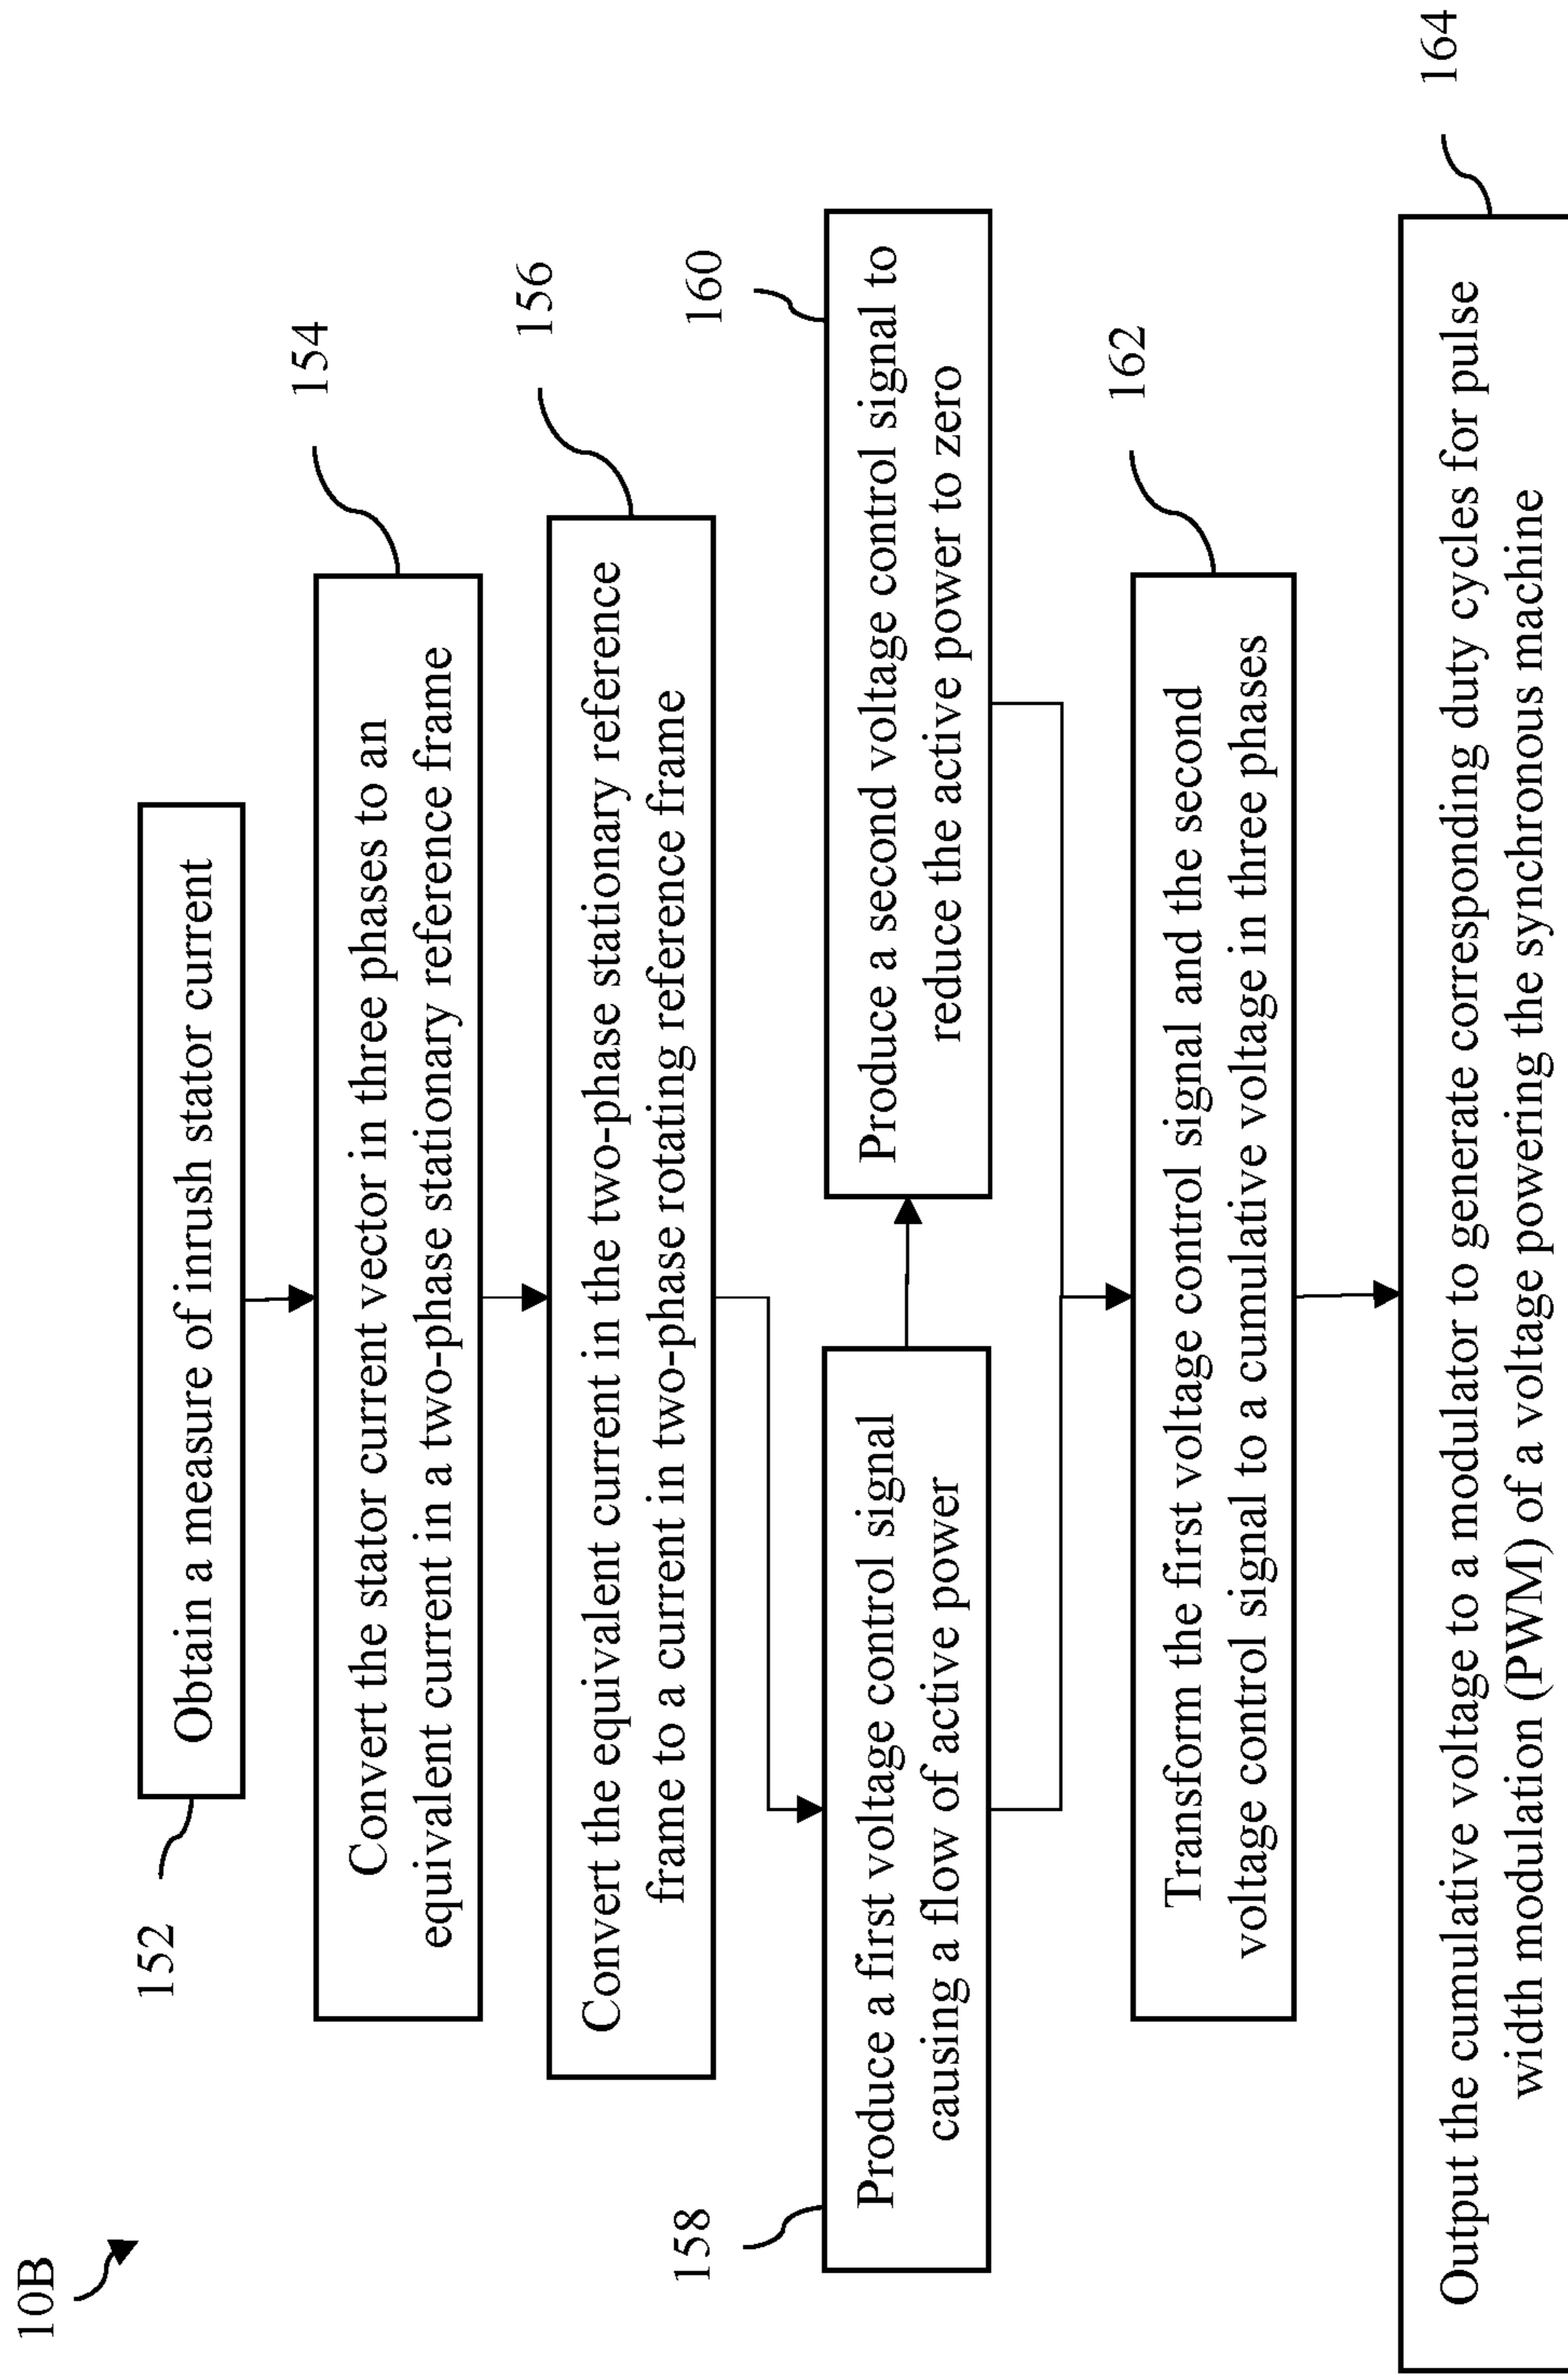 10B
152
Obtain a measure of inrush stator current
154
Convert the stator current vector in three phases to an
equivalent current in a two-phase stationary reference frame
156
Convert the equivalent current in the two-phase stationary reference
frame to a current in two-phase rotating reference frame
158
Produce a first voltage control signal
causing a flow of active power
160
Produce a second voltage control signal to
reduce the active power to zero
162
Transform the first voltage control signal and the second
voltage control signal to a cumulative voltage in three phases
164
Output the cumulative voltage to a modulator to generate corresponding duty cycles for pulse
width modulation (PWM) of a voltage powering the synchronous machine